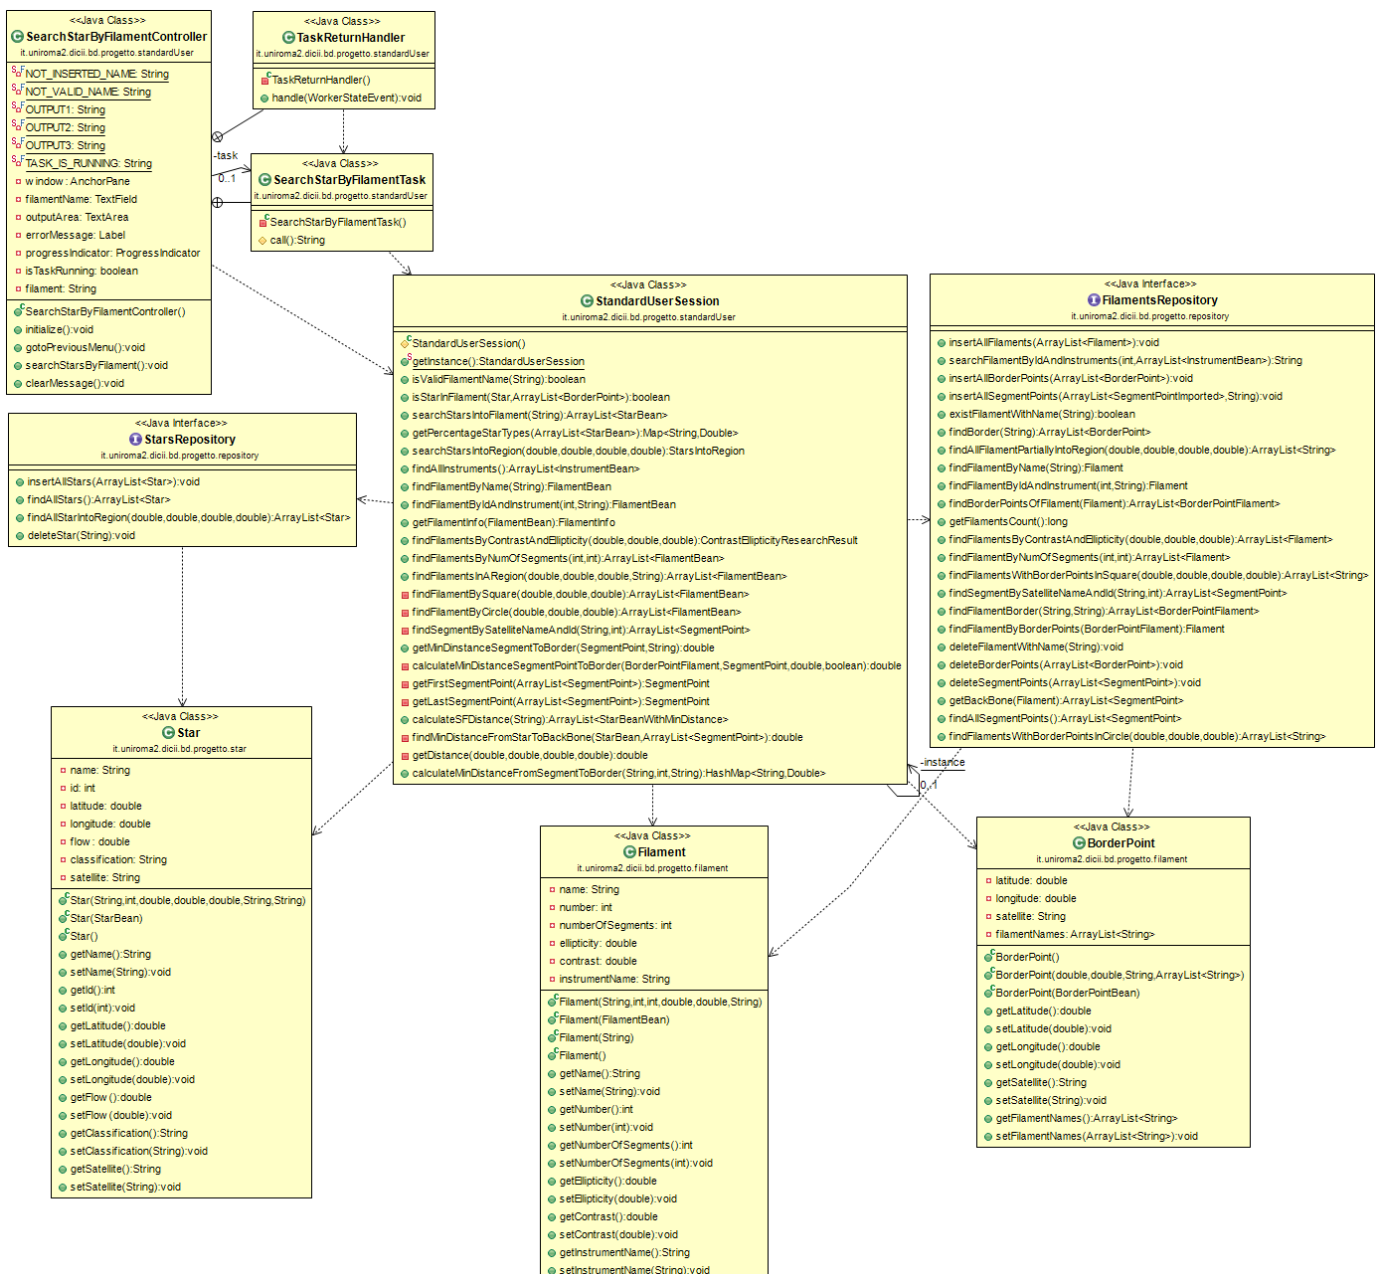 <<Java Class>>
SearchStarByFilamentController
it.uniroma2.dicii.bd.progetto.standardUser
NOT_INSERTED_NAME: String
NOT_VALID_NAME: String
OUTPUT1: String
OUTPUT2: String
OUTPUT3: String
TASK_IS_RUNNING: String
window: AnchorPane
filamentName: TextField
outputArea: TextArea
errorMessage: Label
progressIndicator: ProgressIndicator
isTaskRunning: boolean
filament: String
SearchStarByFilamentController()
initialize():void
gotoPreviousMenu():void
searchStarsByFilament():void
clearMessage():void
<<Java Class>>
TaskReturnHandler
it.uniroma2.dicii.bd.progetto.standardUser
TaskReturnHandler()
handle(WorkerStateEvent):void
-task
0..1
<<Java Class>>
SearchStarByFilamentTask
it.uniroma2.dicii.bd.progetto.standardUser
SearchStarByFilamentTask()
call():String
<<Java Class>>
StandardUserSession
it.uniroma2.dicii.bd.progetto.standardUser
StandardUserSession()
getInstance():StandardUserSession
isValidFilamentName(String):boolean
isStarInFilament(Star,ArrayList<BorderPoint>):boolean
searchStarsIntoFilament(String):ArrayList<StarBean>
getPercentageStarTypes(ArrayList<StarBean>):Map<String,Double>
searchStarsIntoRegion(double,double,double,double):StarsIntoRegion
findAllInstruments():ArrayList<InstrumentBean>
findFilamentByName(String):FilamentBean
findFilamentByIdAndInstrument(int,String):FilamentBean
getFilamentInfo(FilamentBean):FilamentInfo
findFilamentsByContrastAndEllipticity(double,double,double):ContrastEllipticityResearchResult
findFilamentsByNumOfSegments(int,int):ArrayList<FilamentBean>
findFilamentsInARegion(double,double,double,String):ArrayList<FilamentBean>
findFilamentBySquare(double,double,double):ArrayList<FilamentBean>
findFilamentByCircle(double,double,double):ArrayList<FilamentBean>
findSegmentBySatelliteNameAndId(String,int):ArrayList<SegmentPoint>
getMinDinstanceSegmentToBorder(SegmentPoint,String):double
calculateMinDistanceSegmentPointToBorder(BorderPointFilament,SegmentPoint,double,boolean):double
getFirstSegmentPoint(ArrayList<SegmentPoint>):SegmentPoint
getLastSegmentPoint(ArrayList<SegmentPoint>):SegmentPoint
calculateSFDistance(String):ArrayList<StarBeanWithMinDistance>
findMinDistanceFromStarToBackBone(StarBean,ArrayList<SegmentPoint>):double
getDistance(double,double,double,double):double
calculateMinDistanceFromSegmentToBorder(String,int,String):HashMap<String,Double>
-instance
0..1
<<Java Interface>>
FilamentsRepository
it.uniroma2.dicii.bd.progetto.repository
insertAllFilaments(ArrayList<Filament>):void
searchFilamentByIdAndInstruments(int,ArrayList<InstrumentBean>):String
insertAllBorderPoints(ArrayList<BorderPoint>):void
insertAllSegmentPoints(ArrayList<SegmentPointImported>,String):void
existFilamentWithName(String):boolean
findBorder(String):ArrayList<BorderPoint>
findAllFilamentPartiallyIntoRegion(double,double,double,double):ArrayList<String>
findFilamentByName(String):Filament
findFilamentByIdAndInstrument(int,String):Filament
findBorderPointsOfFilament(Filament):ArrayList<BorderPointFilament>
getFilamentsCount():long
findFilamentsByContrastAndEllipticity(double,double,double):ArrayList<Filament>
findFilamentByNumOfSegments(int,int):ArrayList<Filament>
findFilamentsWithBorderPointsInSquare(double,double,double,double):ArrayList<String>
findSegmentBySatelliteNameAndId(String,int):ArrayList<SegmentPoint>
findFilamentBorder(String,String):ArrayList<BorderPointFilament>
findFilamentByBorderPoints(BorderPointFilament):Filament
deleteFilamentWithName(String):void
deleteBorderPoints(ArrayList<BorderPoint>):void
deleteSegmentPoints(ArrayList<SegmentPoint>):void
getBackBone(Filament):ArrayList<SegmentPoint>
findAllSegmentPoints():ArrayList<SegmentPoint>
findFilamentsWithBorderPointsInCircle(double,double,double):ArrayList<String>
<<Java Interface>>
StarsRepository
it.uniroma2.dicii.bd.progetto.repository
insertAllStars(ArrayList<Star>):void
findAllStars():ArrayList<Star>
findAllStarIntoRegion(double,double,double,double):ArrayList<Star>
deleteStar(String):void
<<Java Class>>
Star
it.uniroma2.dicii.bd.progetto.star
name: String
id: int
latitude: double
longitude: double
flow: double
classification: String
satellite: String
Star(String,int,double,double,double,String,String)
Star(StarBean)
Star()
getName():String
setName(String):void
getId():int
setId(int):void
getLatitude():double
setLatitude(double):void
getLongitude():double
setLongitude(double):void
getFlow():double
setFlow(double):void
getClassification():String
setClassification(String):void
getSatellite():String
setSatellite(String):void
<<Java Class>>
Filament
it.uniroma2.dicii.bd.progetto.filament
name: String
number: int
numberOfSegments: int
ellipticity: double
contrast: double
instrumentName: String
Filament(String,int,int,double,double,String)
Filament(FilamentBean)
Filament(String)
Filament()
getName():String
setName(String):void
getNumber():int
setNumber(int):void
getNumberOfSegments():int
setNumberOfSegments(int):void
getEllipticity():double
setEllipticity(double):void
getContrast():double
setContrast(double):void
getInstrumentName():String
setInstrumentName(String):void
<<Java Class>>
BorderPoint
it.uniroma2.dicii.bd.progetto.filament
latitude: double
longitude: double
satellite: String
filamentNames: ArrayList<String>
BorderPoint()
BorderPoint(double,double,String,ArrayList<String>)
BorderPoint(BorderPointBean)
getLatitude():double
setLatitude(double):void
getLongitude():double
setLongitude(double):void
getSatellite():String
setSatellite(String):void
getFilamentNames():ArrayList<String>
setFilamentNames(ArrayList<String>):void